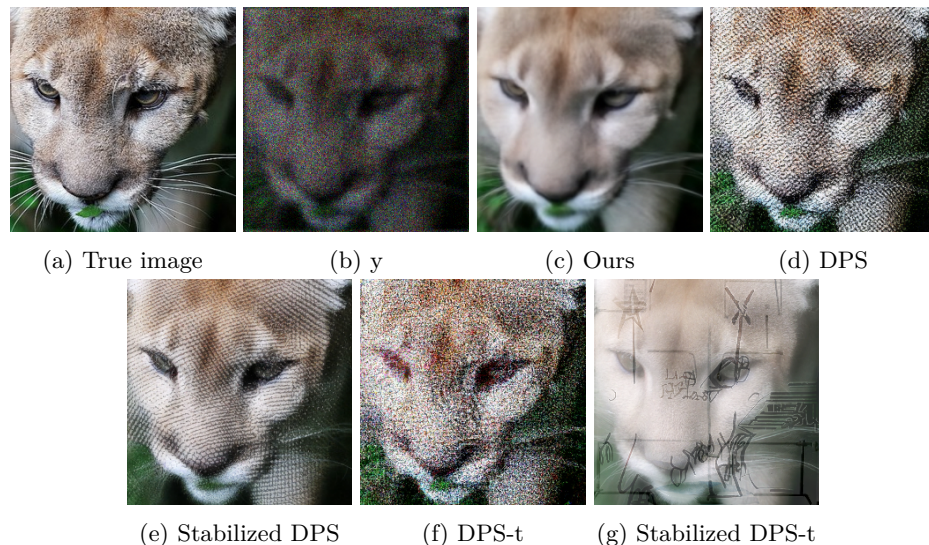 (a) True image
(b) y
(c) Ours
(d) DPS
(e) Stabilized DPS
(f) DPS-t
(g) Stabilized DPS-t